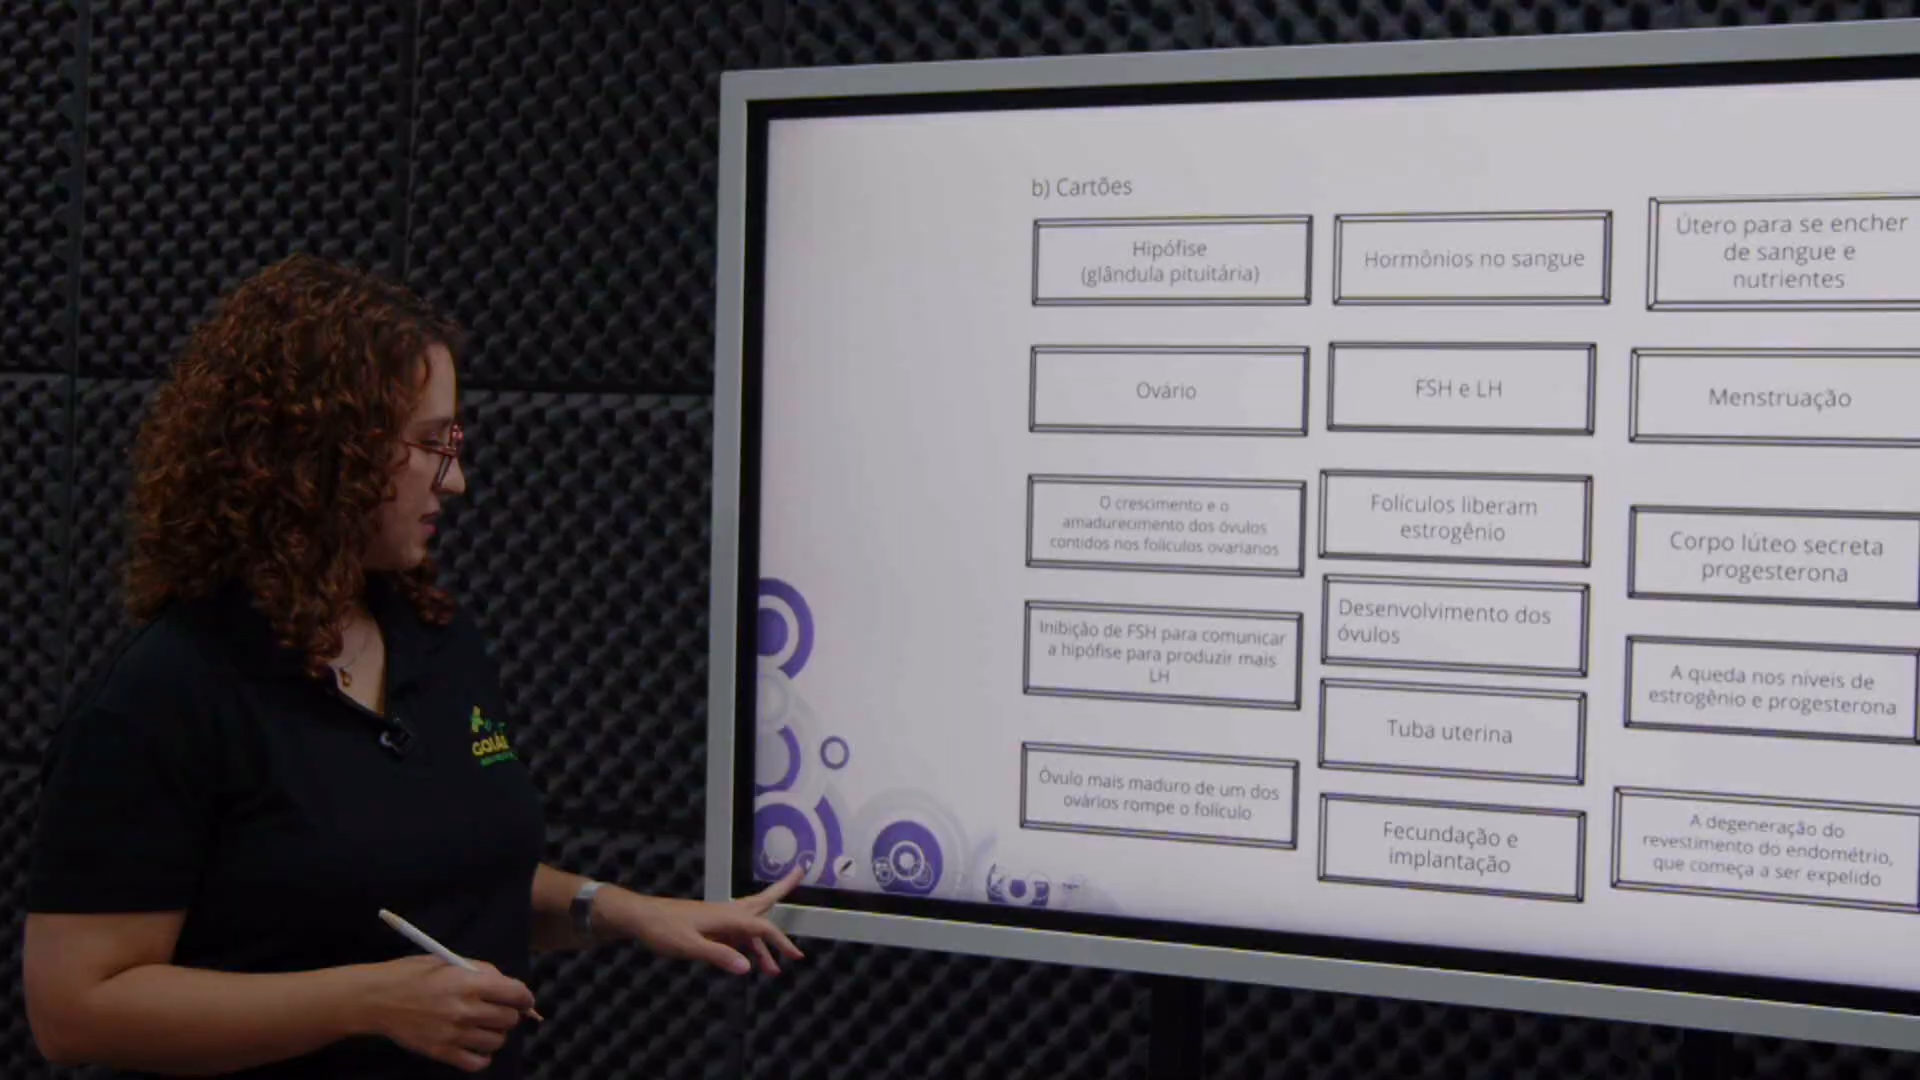 b) Cartões
Hipófise
(glândula pituitária)
Hormônios no sangue
Útero para se encher
de sangue e
nutrientes
Ovário
FSH e LH
Menstruação
O crescimento e o
amadurecimento dos óvulos
contidos nos folículos ovarianos
Folículos liberam
estrogênio
Corpo lúteo secreta
progesterona
Inibição de FSH para comunicar
a hipófise para produzir mais
LH
Desenvolvimento dos
óvulos
A queda nos níveis de
estrogênio e progesterona
Tuba uterina
Óvulo mais maduro de um dos
ovários rompe o folículo
Fecundação e
implantação
A degeneração do
revestimento do endométrio,
que começa a ser expelido